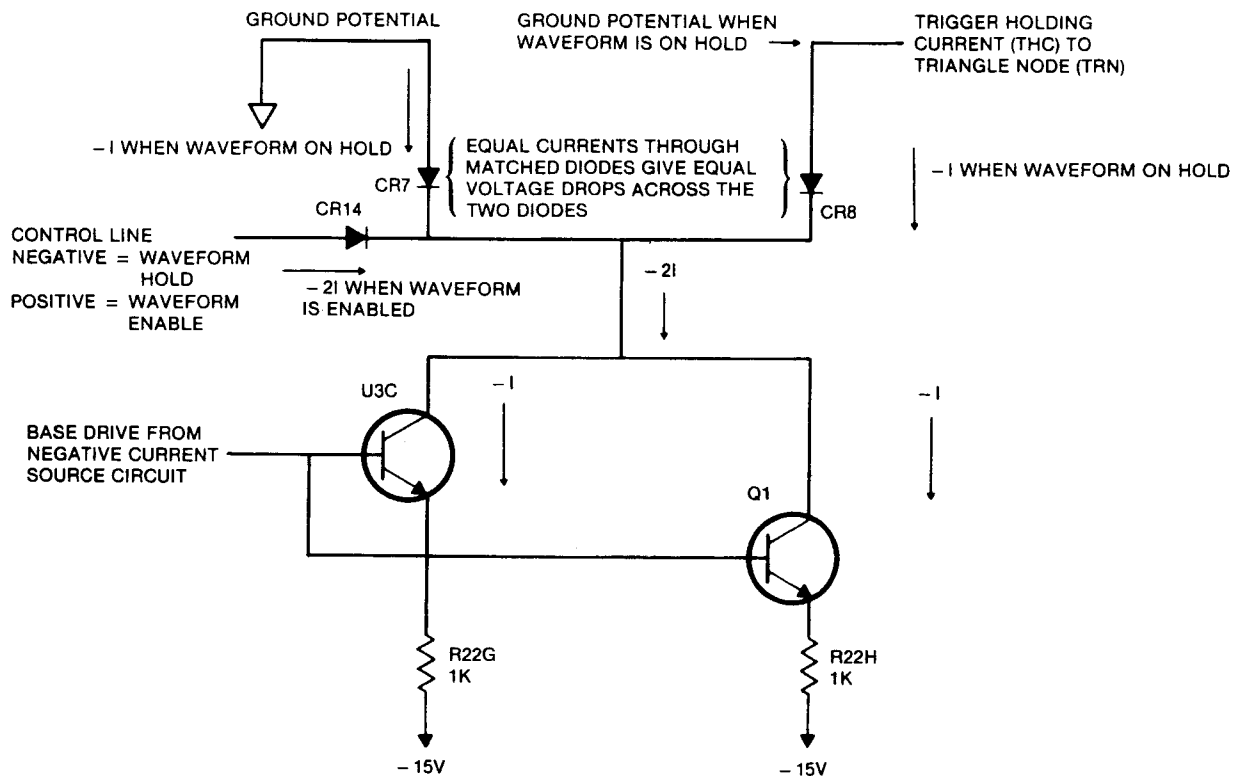 GROUND POTENTIAL
GROUND POTENTIAL WHEN
WAVEFORM IS ON HOLD
TRIGGER HOLDING
CURRENT (THC) TO
TRIANGLE NODE (TRN)
– I WHEN WAVEFORM ON HOLD
EQUAL CURRENTS THROUGH
MATCHED DIODES GIVE EQUAL
VOLTAGE DROPS ACROSS THE
TWO DIODES
– I WHEN WAVEFORM ON HOLD
CR7
CR8
CR14
CONTROL LINE
NEGATIVE = WAVEFORM
HOLD
POSITIVE = WAVEFORM
ENABLE
– 2I WHEN WAVEFORM
IS ENABLED
– 2I
U3C
– I
– I
BASE DRIVE FROM
NEGATIVE CURRENT
SOURCE CIRCUIT
Q1
R22G
1K
R22H
1K
– 15V
– 15V